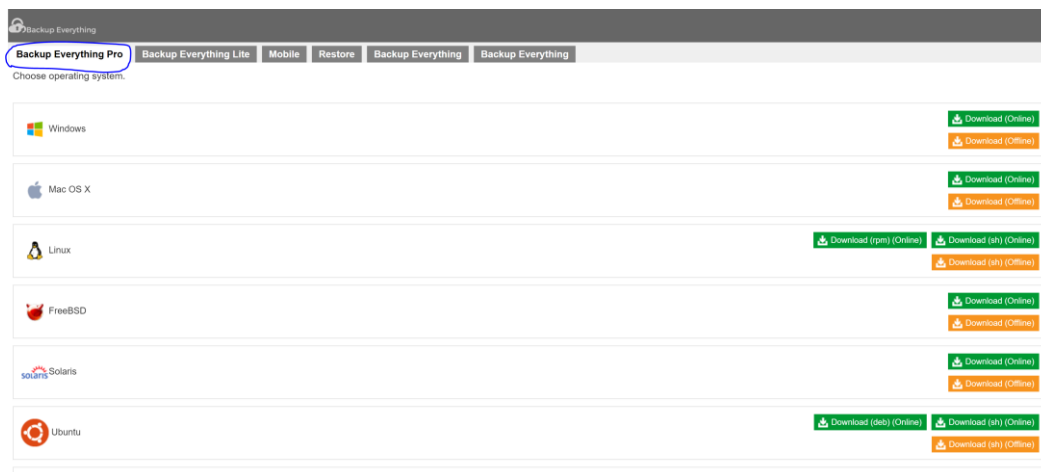 Backup Everything
Backup Everything Pro Backup Everything Lite Mobile Restore Backup Everything Backup Everything
Choose operating system.
Windows
Download (Online)
Download (Offline)
Mac OS X
Download (Online)
Download (Offline)
Linux
Download (rpm) (Online) Download (sh) (Online)
Download (sh) (Offline)
FreeBSD
Download (Online)
Download (Offline)
solaris Solaris
Download (Online)
Download (Offline)
Ubuntu
Download (deb) (Online) Download (sh) (Online)
Download (sh) (Offline)